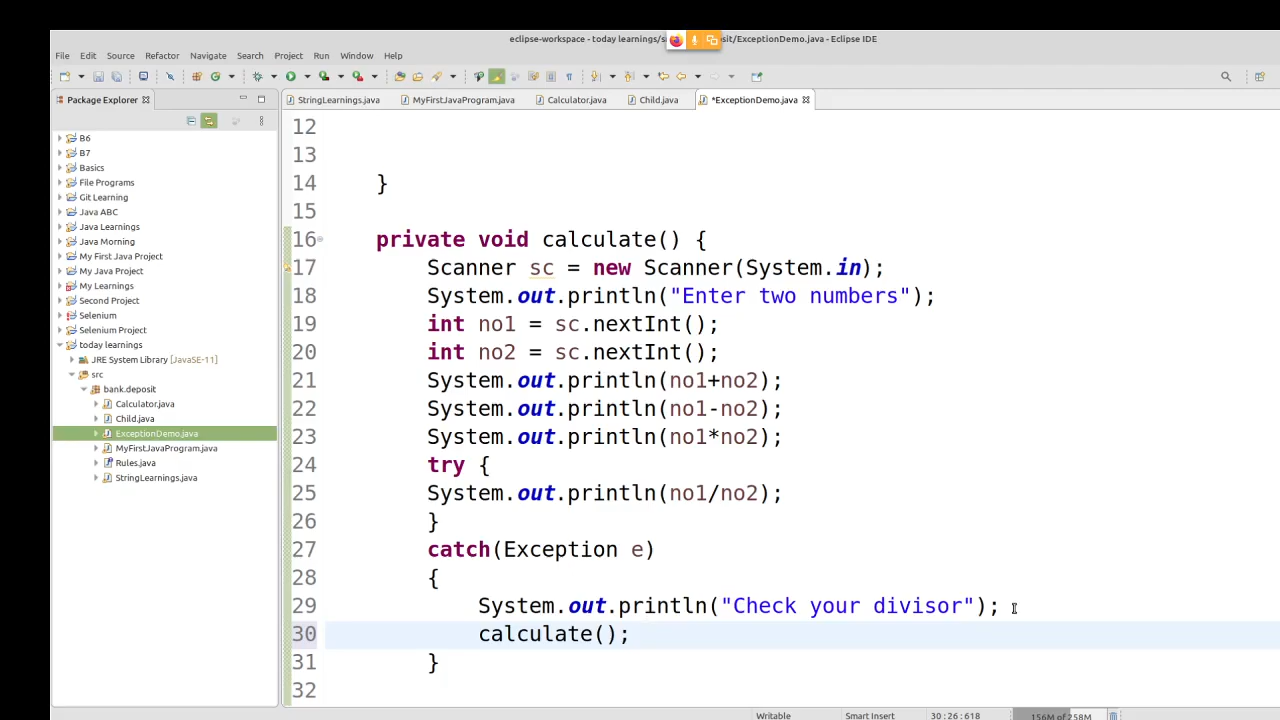 eclipse-workspace - today learnings/s sit/ExceptionDemo.java - Eclipse IDE
File Edit Source Refactor Navigate Search Project Run Window Help
Package Explorer
StringLearnings.java MyFirstJavaProgram.java Calculator.java Child.java *ExceptionDemo.java
B6
B7
Basics
File Programs
Git Learning
Java ABC
Java Learnings
Java Morning
My First Java Project
My Java Project
My Learnings
Second Project
Selenium
Selenium Project
today learnings
JRE System Library [JavaSE-11]
src
bank.deposit
Calculator.java
Child.java
ExceptionDemo.java
MyFirstJavaProgram.java
Rules.java
StringLearnings.java
12
13
14 }
15
16 private void calculate() {
17 Scanner sc = new Scanner(System.in);
18 System.out.println("Enter two numbers");
19 int no1 = sc.nextInt();
20 int no2 = sc.nextInt();
21 System.out.println(no1+no2);
22 System.out.println(no1-no2);
23 System.out.println(no1*no2);
24 try {
25 System.out.println(no1/no2);
26 }
27 catch(Exception e)
28 {
29 System.out.println("Check your divisor");
30 calculate();
31 }
32
Writable Smart Insert 30:26:618 156M of 258M